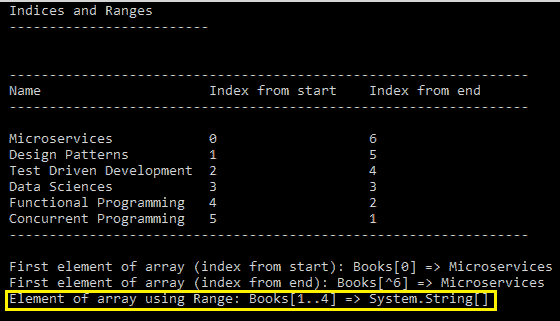 Indices and Ranges
-------------------------
-----------------------------------------------------------------
Name Index from start Index from end
-----------------------------------------------------------------
Microservices 0 6
Design Patterns 1 5
Test Driven Development 2 4
Data Sciences 3 3
Functional Programming 4 2
Concurrent Programming 5 1
-----------------------------------------------------------------
First element of array (index from start): Books[0] => Microservices
First element of array (index from end): Books[^6] => Microservices
Element of array using Range: Books[1..4] => System.String[]